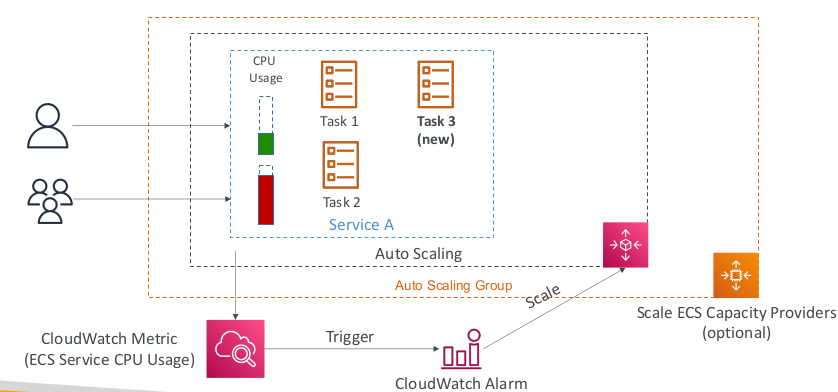 CPU
Usage
Task 1
Task 3
(new)
Task 2
Service A
Auto Scaling
Auto Scaling Group
Scale ECS Capacity Providers
(optional)
Scale
CloudWatch Metric
(ECS Service CPU Usage)
Trigger
CloudWatch Alarm